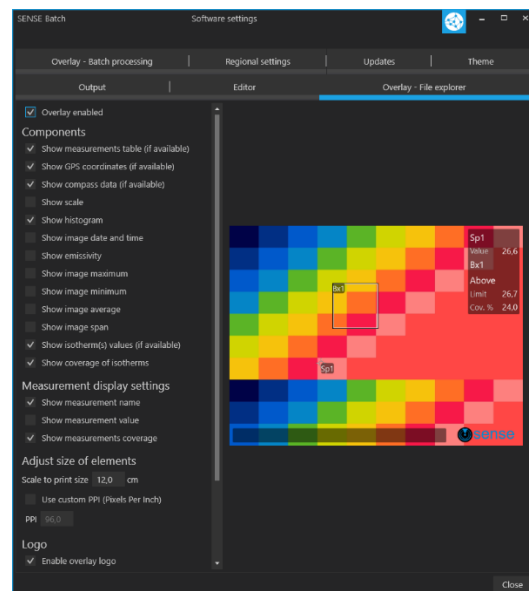 SENSE Batch Software settings
Overlay - Batch processing Regional settings Updates Theme
Output Editor Overlay - File explorer
Overlay enabled
Components
Show measurements table (if available)
Show GPS coordinates (if available)
Show compass data (if available)
Show scale
Show histogram
Show image date and time
Show emissivity
Show image maximum
Show image minimum
Show image average
Show image span
Show isotherm(s) values (if available)
Show coverage of isotherms
Measurement display settings
Show measurement name
Show measurement value
Show measurements coverage
Adjust size of elements
Scale to print size 12,0 cm
Use custom PPI (Pixels Per Inch)
PPI 96,0
Logo
Enable overlay logo
Sp1
Value 26,6
Bx1
Above
Limit 26,7
Cov. % 24,0
Bx1
Sp1
sense
Close